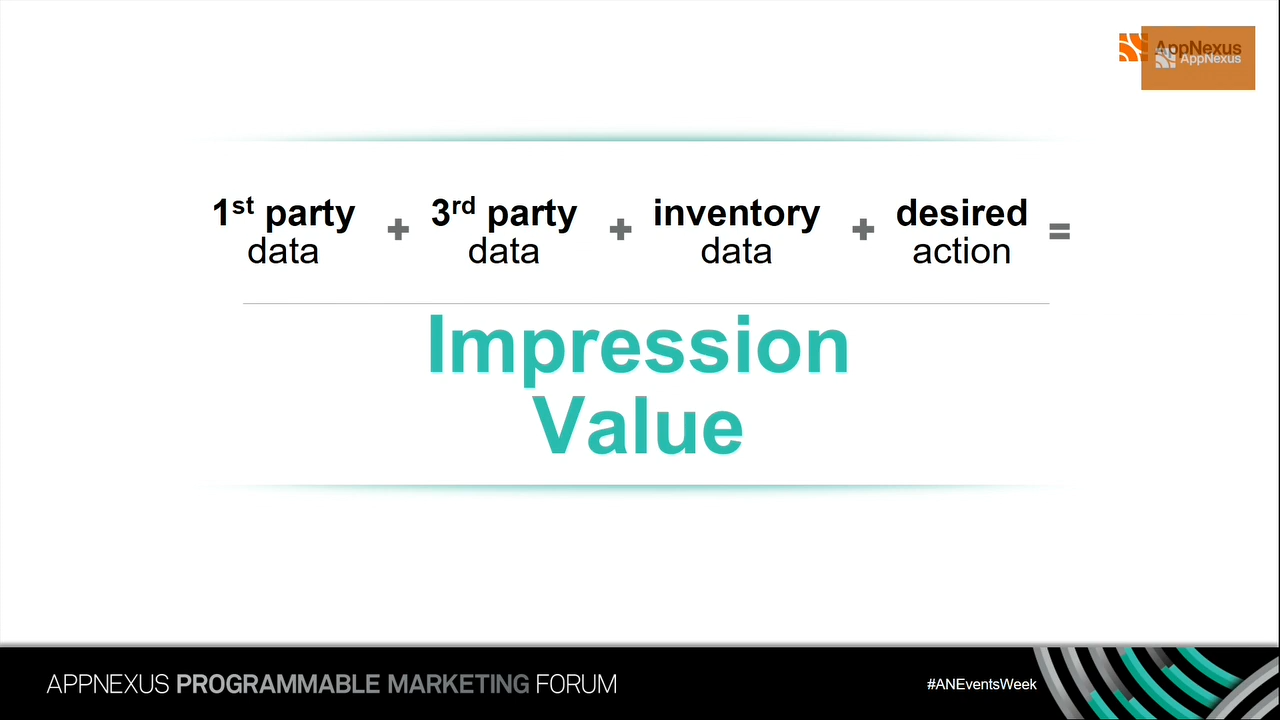 AppNexus
AppNexus
1st party + 3rd party + inventory + desired =
data data data action
Impression
Value
APPNEXUS PROGRAMMABLE MARKETING FORUM
#ANEventsWeek